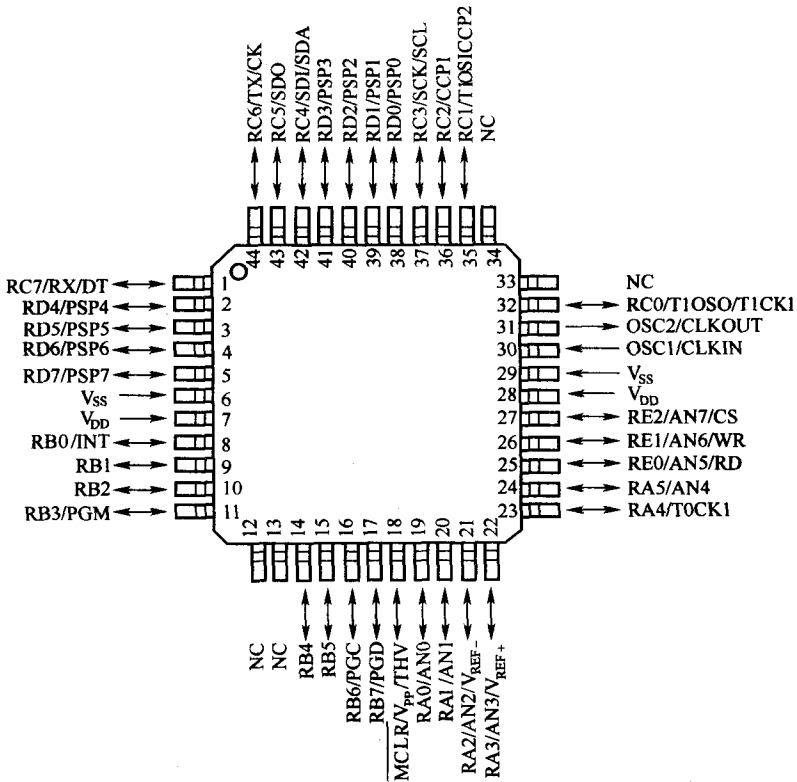 RC6/TX/CK
RC5/SDO
RC4/SDI/SDA
RD3/PSP3
RD2/PSP2
RD1/PSP1
RD0/PSP0
RC3/SCK/SCL
RC2/CCP1
RC1/TIOSICCP2
NC
44 43 42 41 40 39 38 37 36 35 34
RC7/RX/DT 1
RD4/PSP4 2
RD5/PSP5 3
RD6/PSP6 4
RD7/PSP7 5
VSS 6
VDD 7
RB0/INT 8
RB1 9
RB2 10
RB3/PGM 11
33 NC
32 RC0/T1OSO/T1CK1
31 OSC2/CLKOUT
30 OSC1/CLKIN
29 VSS
28 VDD
27 RE2/AN7/CS
26 RE1/AN6/WR
25 RE0/AN5/RD
24 RA5/AN4
23 RA4/T0CK1
12 13 14 15 16 17 18 19 20 21 22
NC
NC
RB4
RB5
RB6/PGC
RB7/PGD
MCLR/VPP/THV
RA0/AN0
RA1/AN1
RA2/AN2/VREF-
RA3/AN3/VREF+